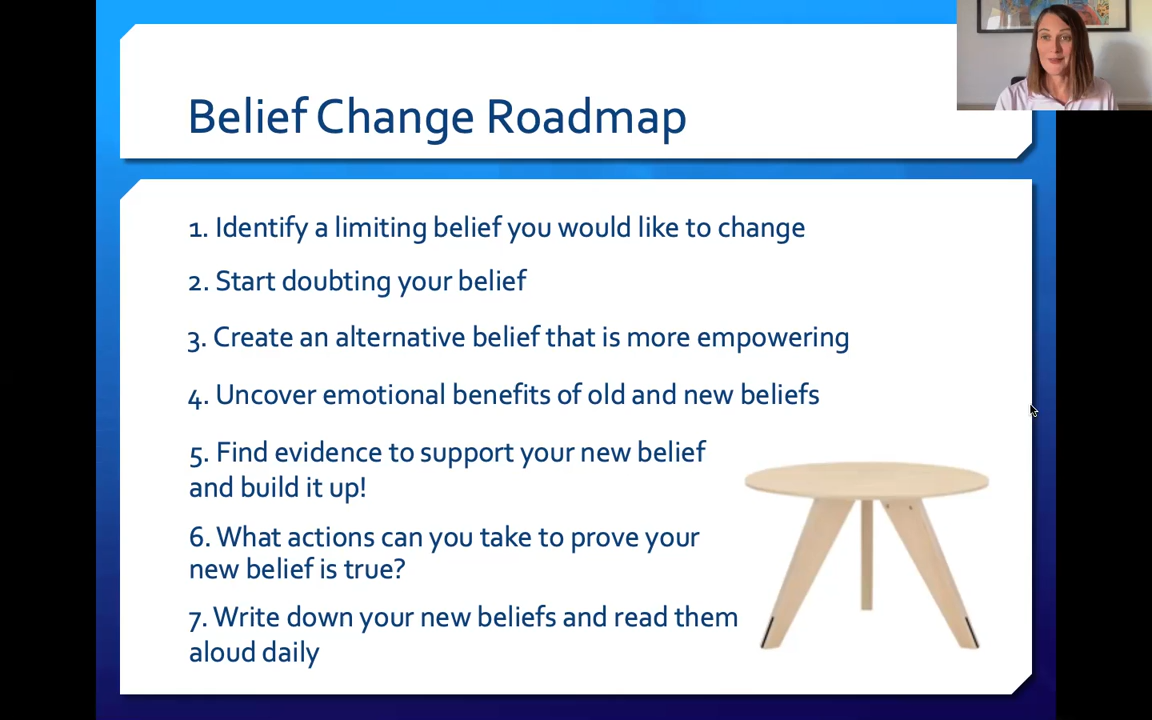 Belief Change Roadmap
1. Identify a limiting belief you would like to change
2. Start doubting your belief
3. Create an alternative belief that is more empowering
4. Uncover emotional benefits of old and new beliefs
5. Find evidence to support your new belief
and build it up!
6. What actions can you take to prove your
new belief is true?
7. Write down your new beliefs and read them
aloud daily